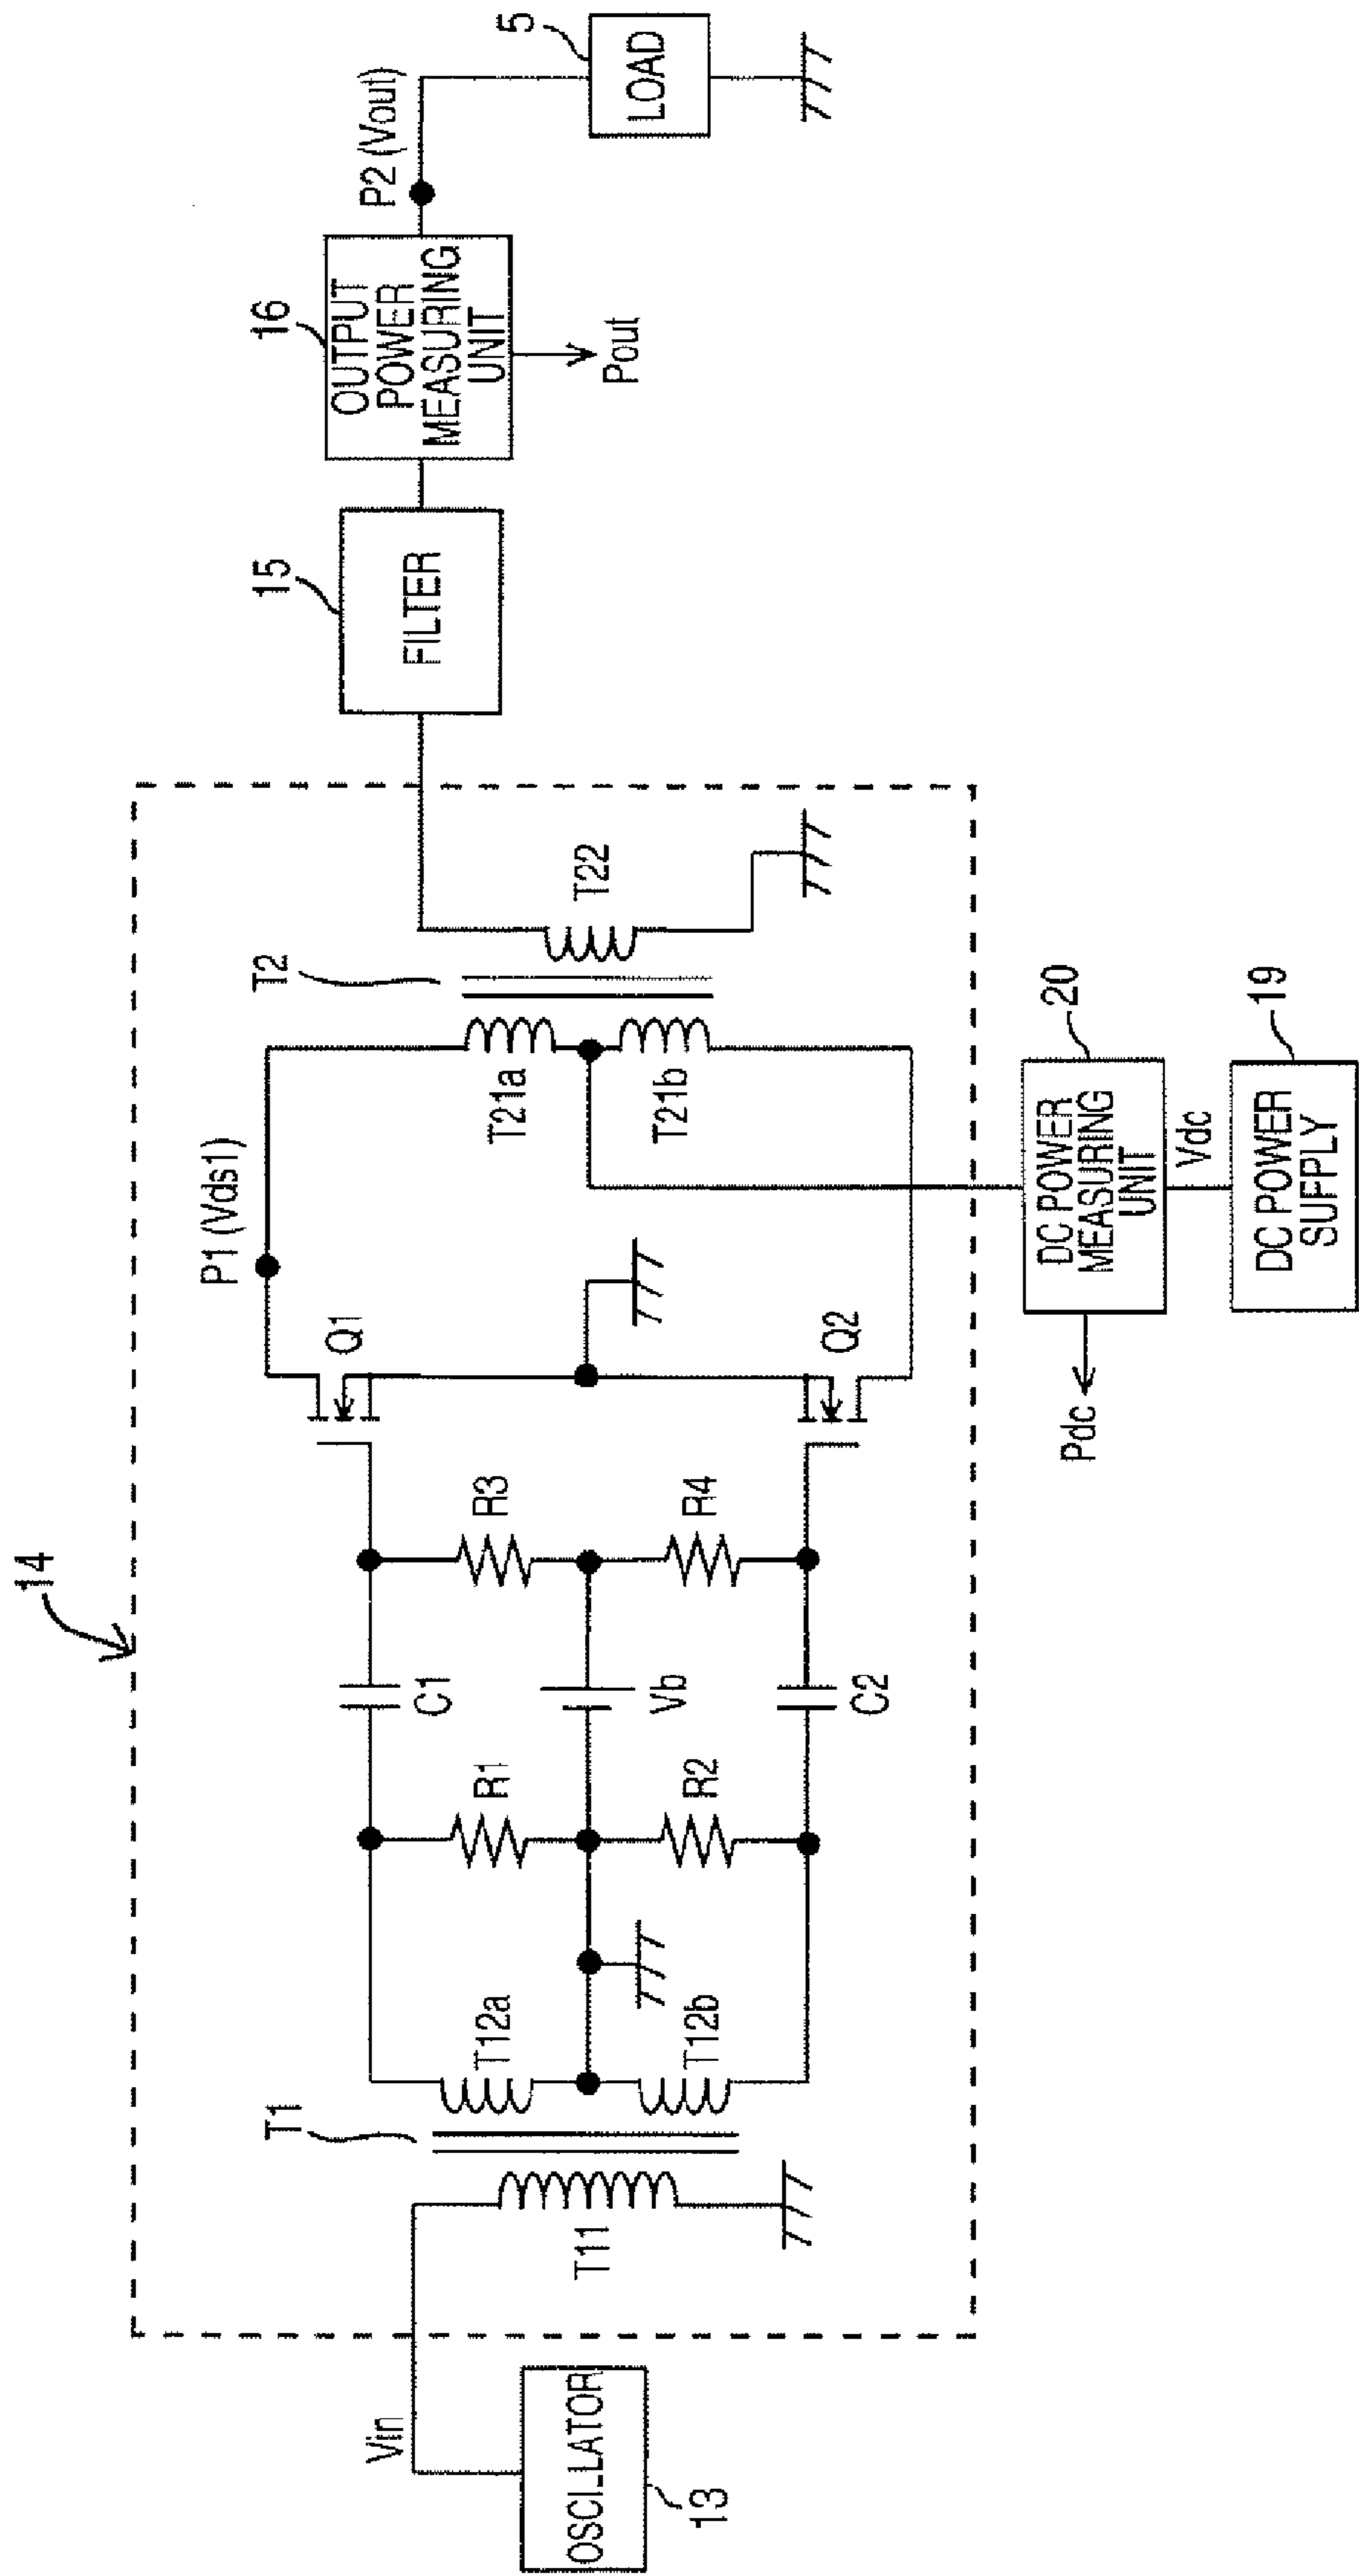 14
OSCILLATOR
13
Vin
T1
T11
T12a
T12b
R1
R2
C1
Vb
C2
R3
R4
Q1
Q2
P1 (Vds1)
T2
T21a
T21b
T22
15
FILTER
16
OUTPUT
POWER
MEASURING
UNIT
Pout
P2 (Vout)
5
LOAD
20
DC POWER
MEASURING
UNIT
Pdc
Vdc
19
DC POWER
SUPPLY